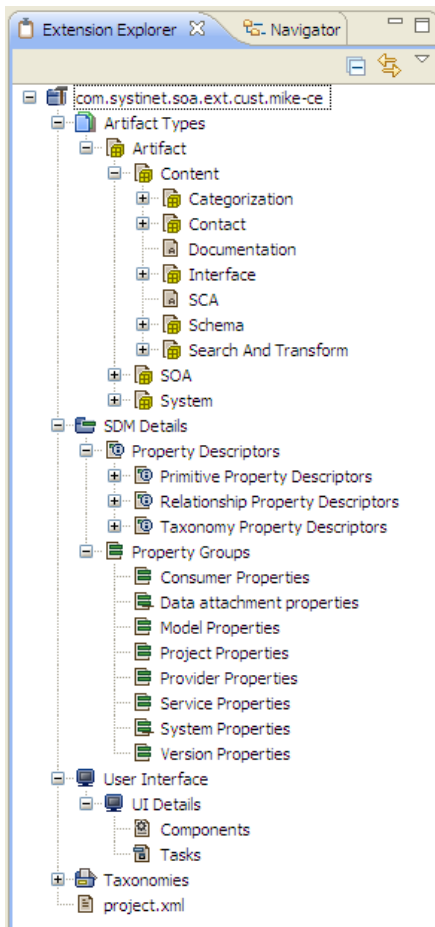 Extension Explorer
Navigator
com.systinet.soa.ext.cust.mike-ce
Artifact Types
Artifact
Content
Categorization
Contact
Documentation
Interface
SCA
Schema
Search And Transform
SOA
System
SDM Details
Property Descriptors
Primitive Property Descriptors
Relationship Property Descriptors
Taxonomy Property Descriptors
Property Groups
Consumer Properties
Data attachment properties
Model Properties
Project Properties
Provider Properties
Service Properties
System Properties
Version Properties
User Interface
UI Details
Components
Tasks
Taxonomies
project.xml